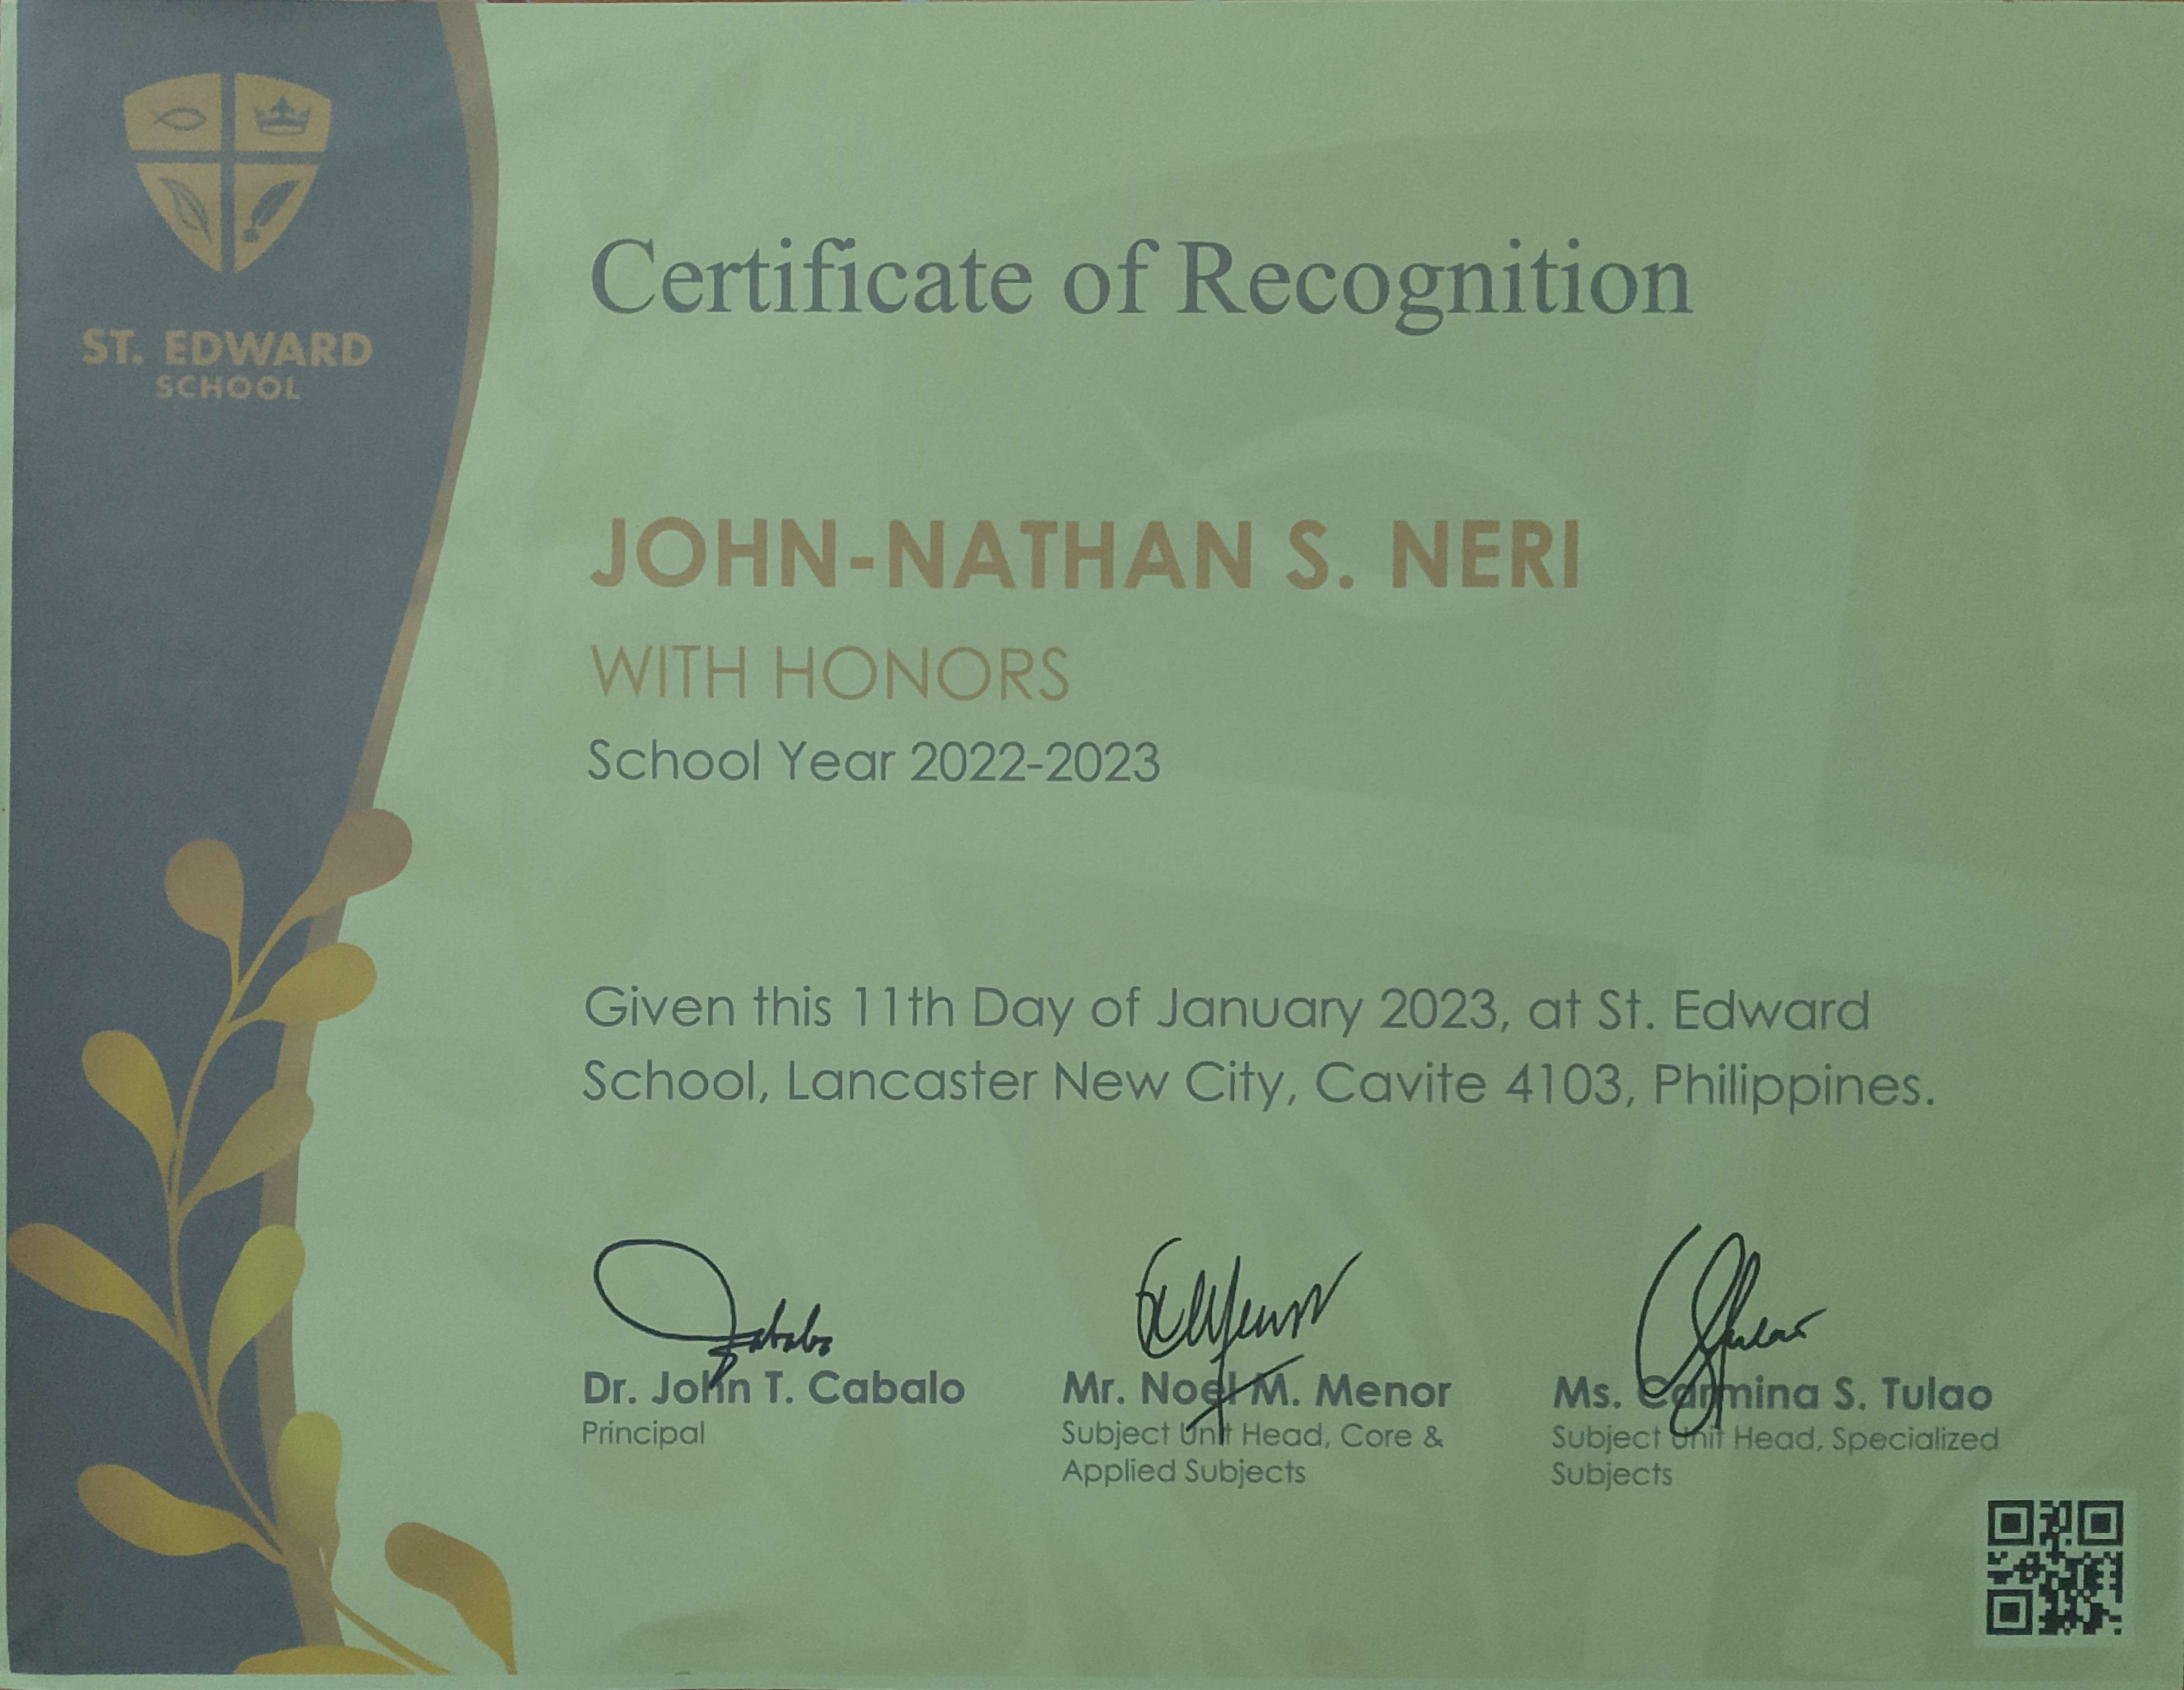 ST. EDWARD
SCHOOL
Certificate of Recognition
JOHN-NATHAN S. NERI
WITH HONORS
School Year 2022-2023
Given this 11th Day of January 2023, at St. Edward
School, Lancaster New City, Cavite 4103, Philippines.
Dr. John T. Cabalo
Principal
Mr. Noel M. Menor
Subject Unit Head, Core &
Applied Subjects
Ms. Carmina S. Tulao
Subject Unit Head, Specialized
Subjects